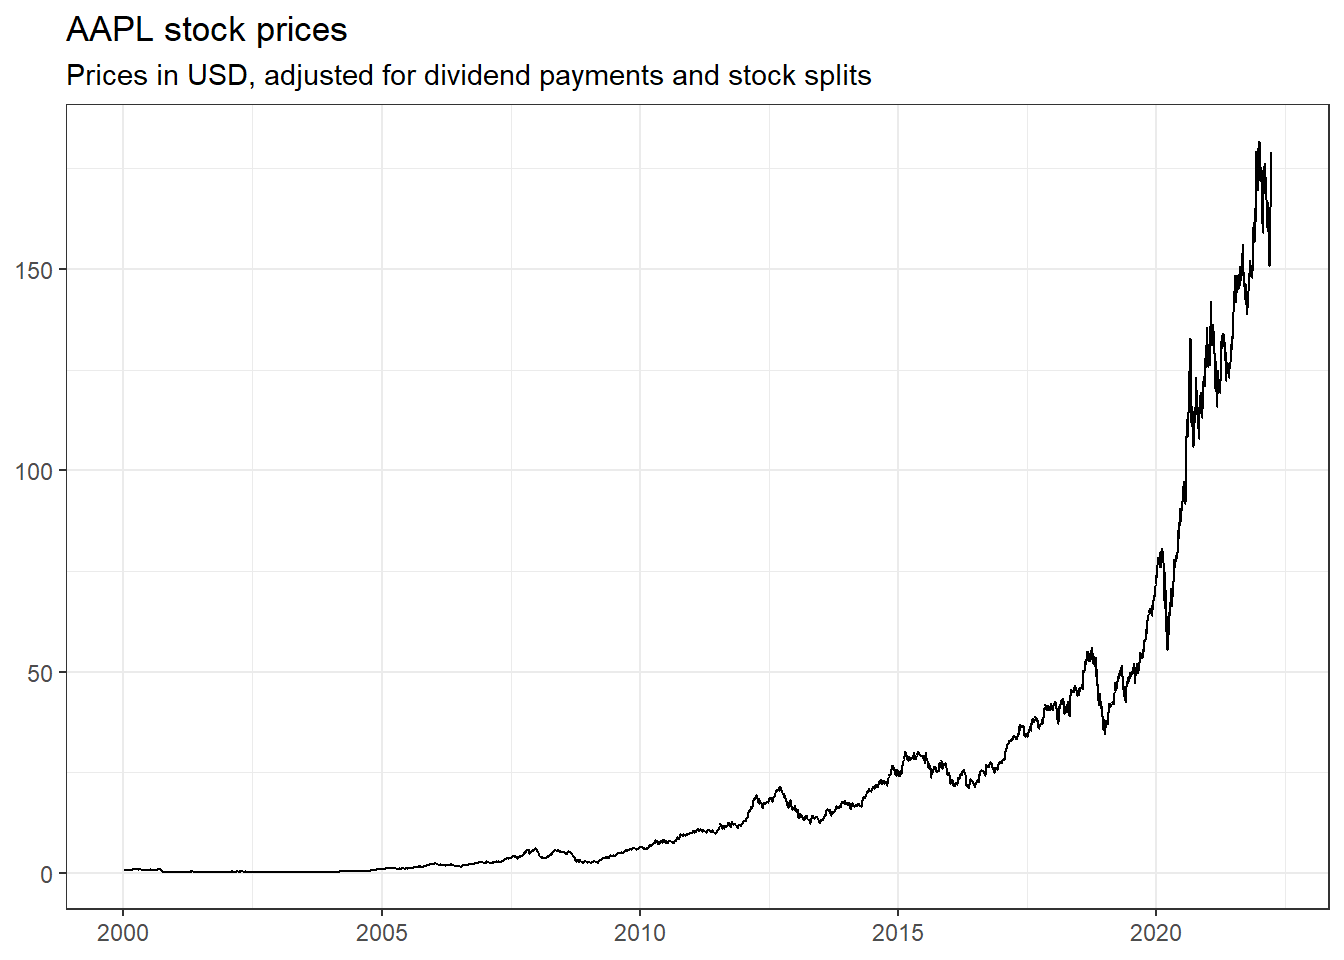 AAPL stock prices
Prices in USD, adjusted for dividend payments and stock splits
150
100
50
0
2000 2005 2010 2015 2020